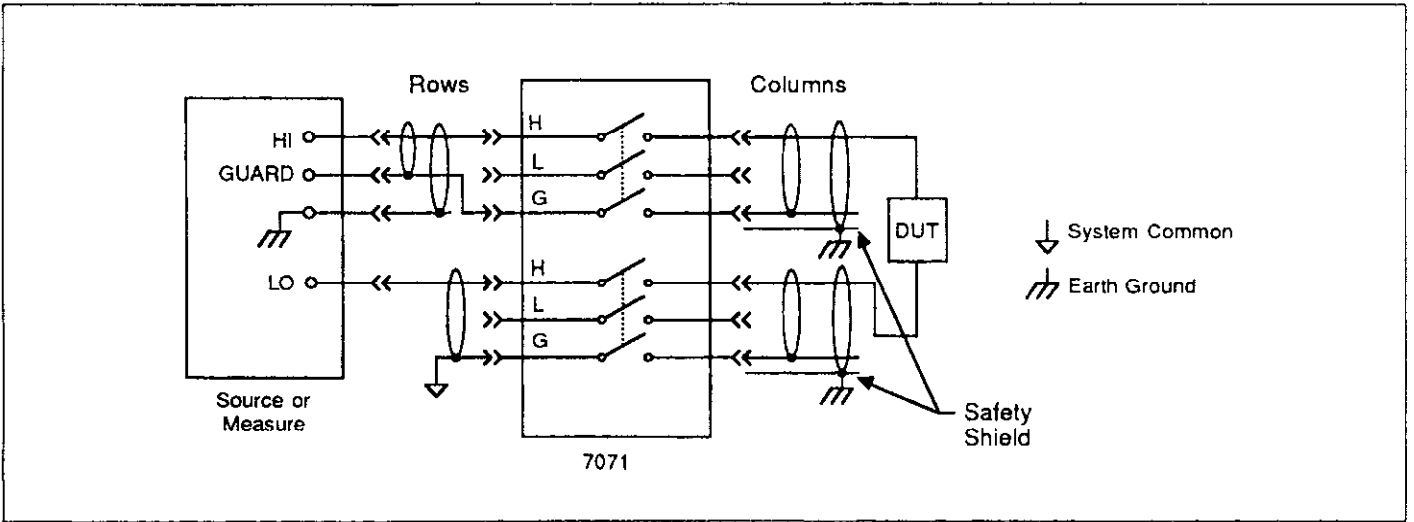 Rows
Columns
HI
GUARD
LO
H
L
G
H
L
G
DUT
System Common
Earth Ground
Source or
Measure
7071
Safety
Shield